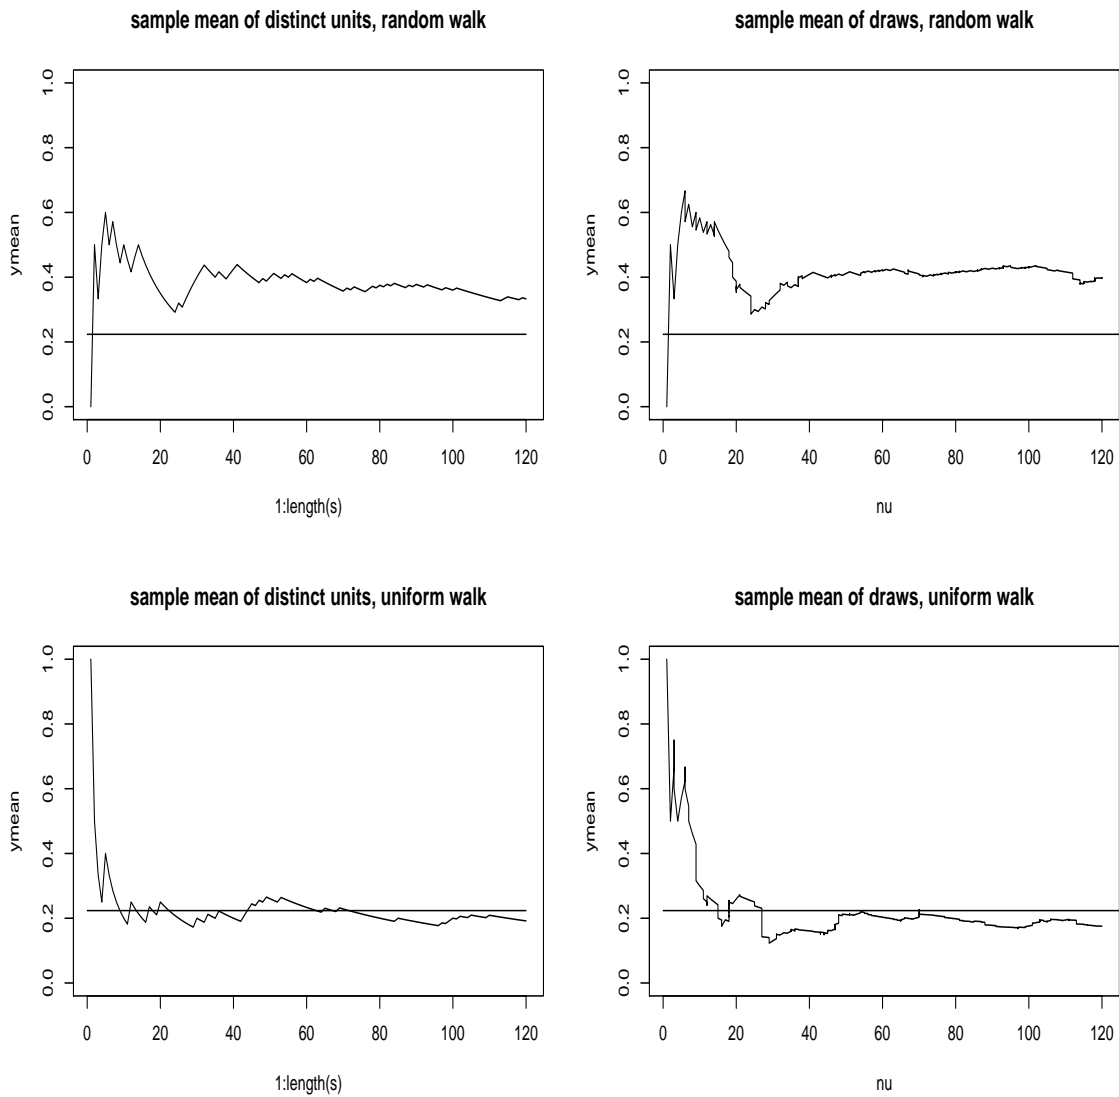 sample mean of distinct units, random walk
ymean
0.0 0.2 0.4 0.6 0.8 1.0
0 20 40 60 80 100 120
1:length(s)
sample mean of draws, random walk
ymean
0.0 0.2 0.4 0.6 0.8 1.0
0 20 40 60 80 100 120
nu
sample mean of distinct units, uniform walk
ymean
0.0 0.2 0.4 0.6 0.8 1.0
0 20 40 60 80 100 120
1:length(s)
sample mean of draws, uniform walk
ymean
0.0 0.2 0.4 0.6 0.8 1.0
0 20 40 60 80 100 120
nu